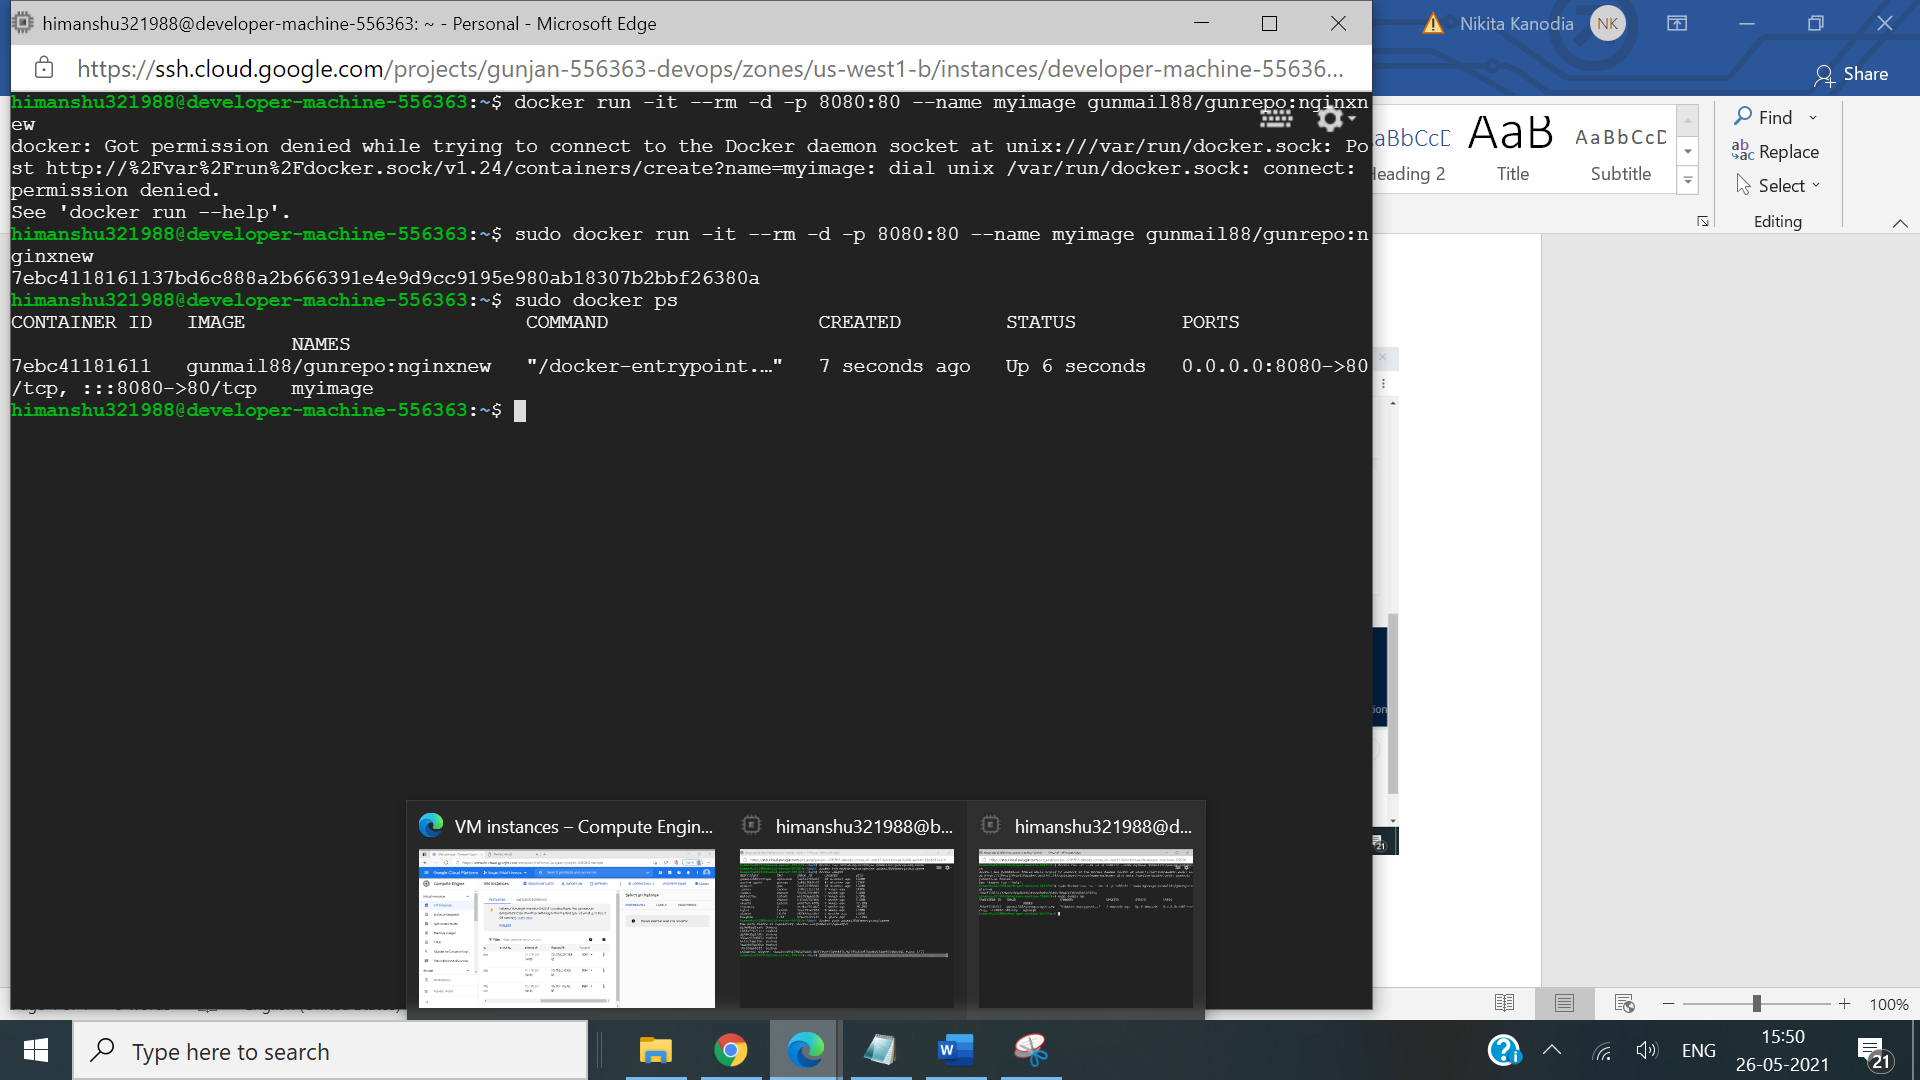 himanshu321988@developer-machine-556363: ~ - Personal - Microsoft Edge
Nikita Kanodia
NK
https://ssh.cloud.google.com/projects/gunjan-556363-devops/zones/us-west1-b/instances/developer-machine-55636...
Share
himanshu321988@developer-machine-556363:~$ docker run -it --rm -d -p 8080:80 --name myimage gunmail88/gunrepo:nginxn
ew
docker: Got permission denied while trying to connect to the Docker daemon socket at unix:///var/run/docker.sock: Po
st http://%2Fvar%2Frun%2Fdocker.sock/v1.24/containers/create?name=myimage: dial unix /var/run/docker.sock: connect:
permission denied.
See 'docker run --help'.
himanshu321988@developer-machine-556363:~$ sudo docker run -it --rm -d -p 8080:80 --name myimage gunmail88/gunrepo:n
ginxnew
7ebc4118161137bd6c888a2b666391e4e9d9cc9195e980ab18307b2bbf26380a
himanshu321988@developer-machine-556363:~$ sudo docker ps
CONTAINER ID IMAGE COMMAND CREATED STATUS PORTS
NAMES
7ebc41181611 gunmail88/gunrepo:nginxnew "/docker-entrypoint.…" 7 seconds ago Up 6 seconds 0.0.0.0:8080->80
/tcp, :::8080->80/tcp myimage
himanshu321988@developer-machine-556363:~$
aBbCcD AaB AaBbCcD
Heading 2 Title Subtitle
Find
Replace
Select
Editing
VM instances – Compute Engin...
himanshu321988@b...
himanshu321988@d...
100%
Type here to search
ENG
15:50
26-05-2021
21